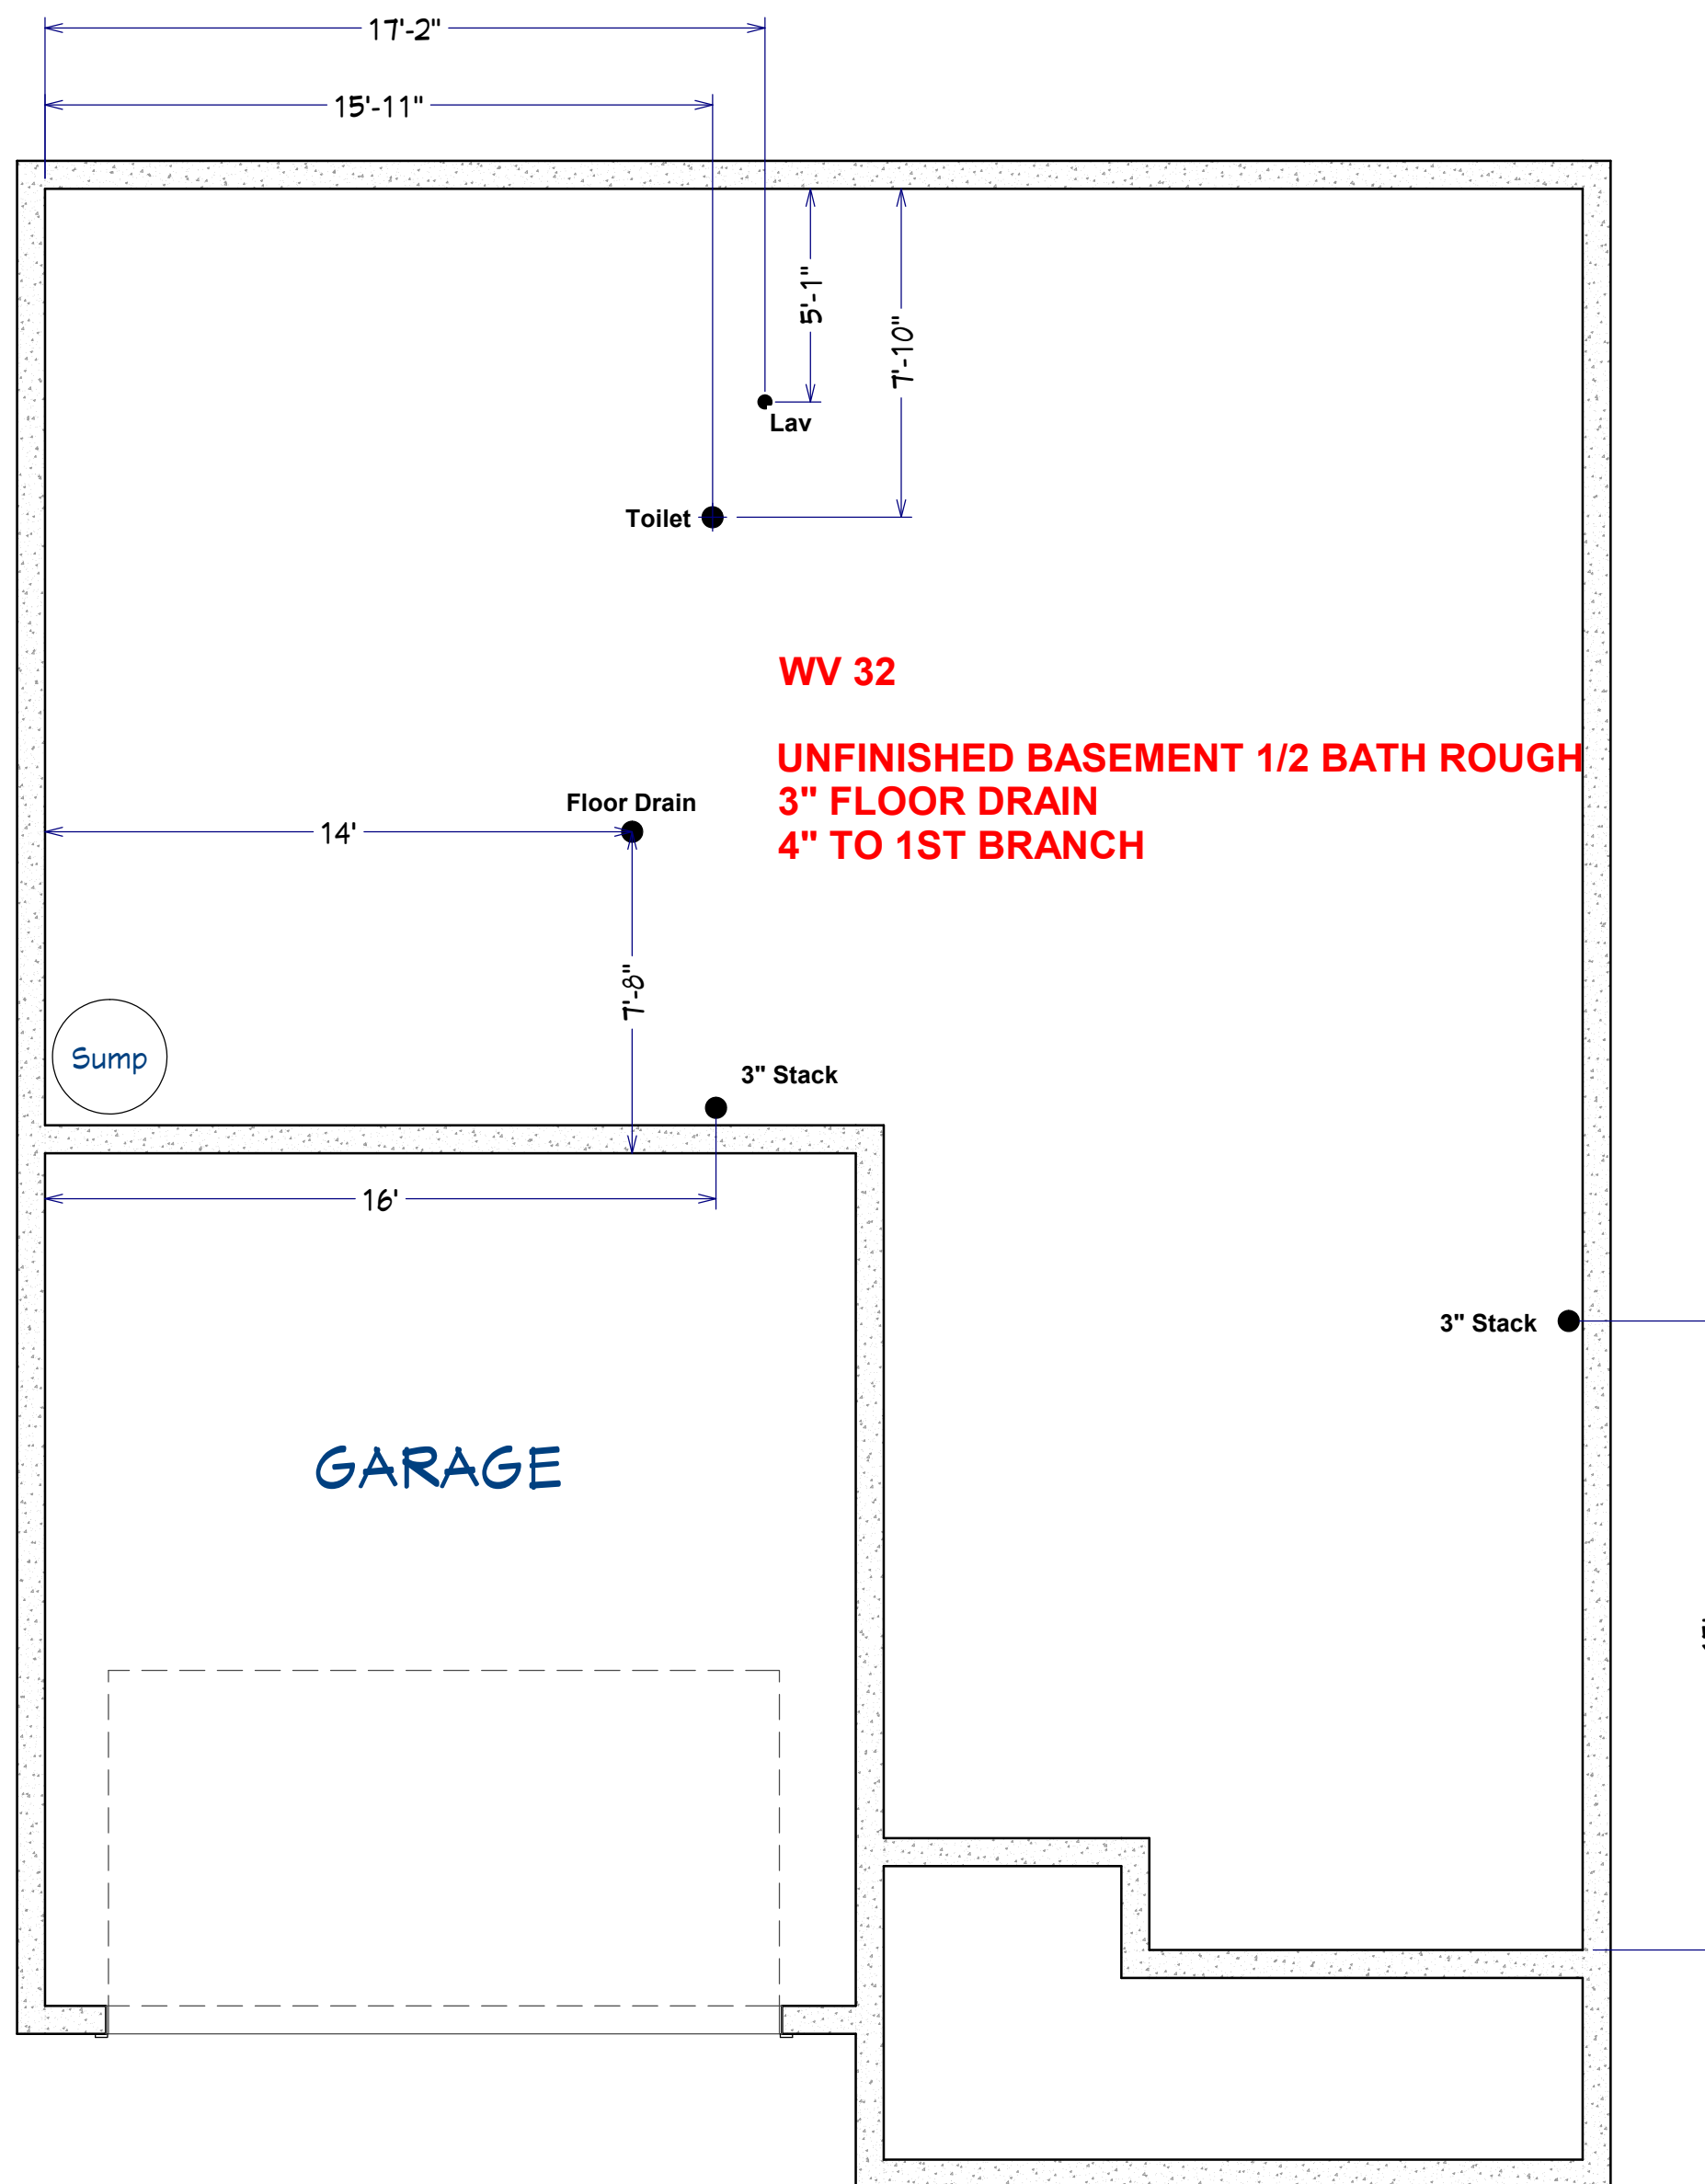 17'-2"
15'-11"
5'-1"
7'-10"
Lav
Toilet
WV 32
UNFINISHED BASEMENT 1/2 BATH ROUGH
3" FLOOR DRAIN
4" TO 1ST BRANCH
Floor Drain
14'
7'-8"
Sump
3" Stack
16'
3" Stack
GARAGE